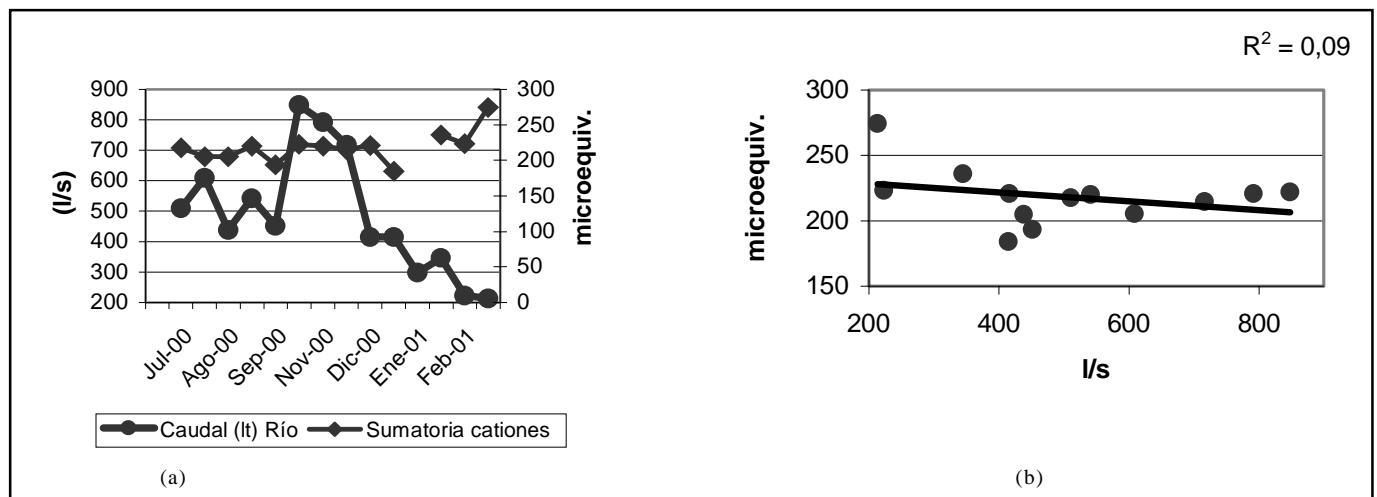 R² = 0,09
900
800
700
600
500
400
300
200
(l/s)
300
250
200
150
100
50
0
microequiv.
Jul-00
Ago-00
Sep-00
Nov-00
Dic-00
Ene-01
Feb-01
Caudal (lt) Río
Sumatoria cationes
(a)
300
250
200
150
microequiv.
200 400 600 800
l/s
(b)